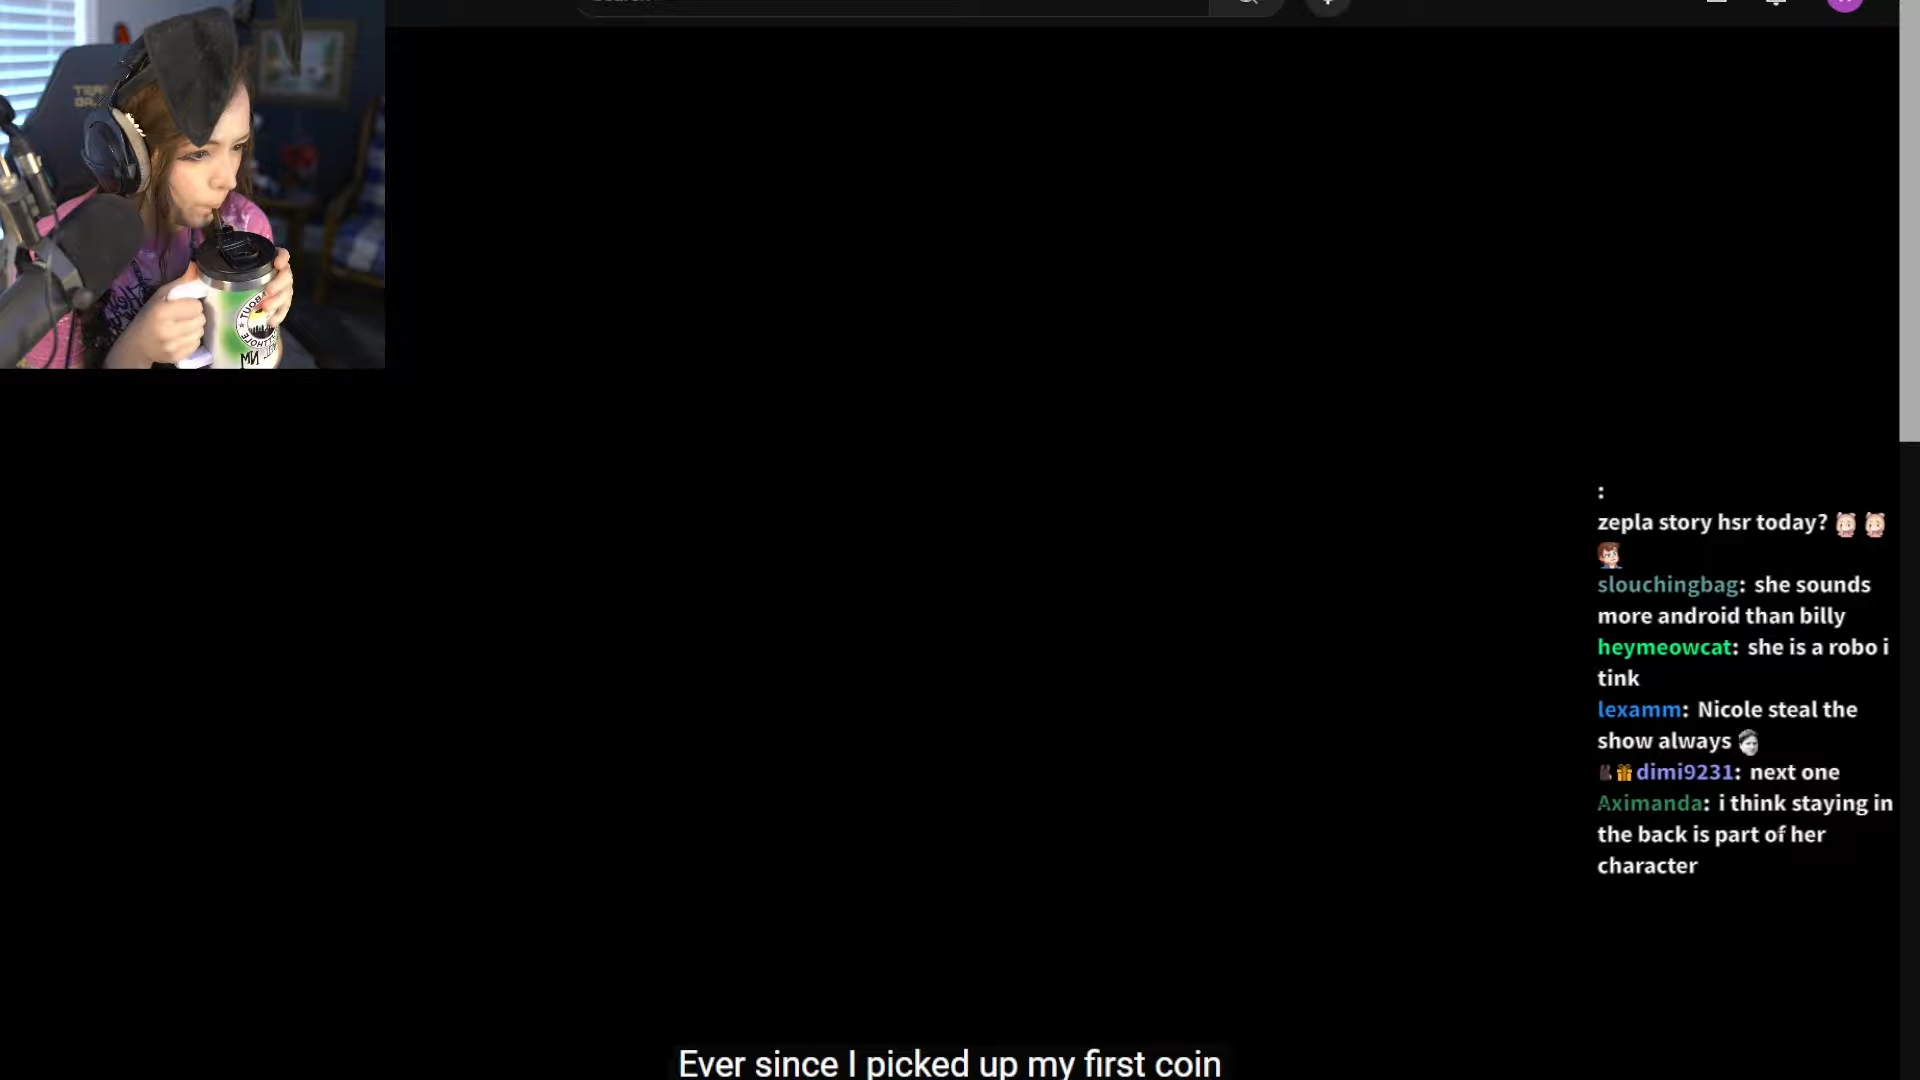 :
zepla story hsr today?
slouchingbag: she sounds
more android than billy
heymeowcat: she is a robo i
tink
lexamm: Nicole steal the
show always
dimi9231: next one
Aximanda: i think staying in
the back is part of her
character
Ever since I picked up my first coin